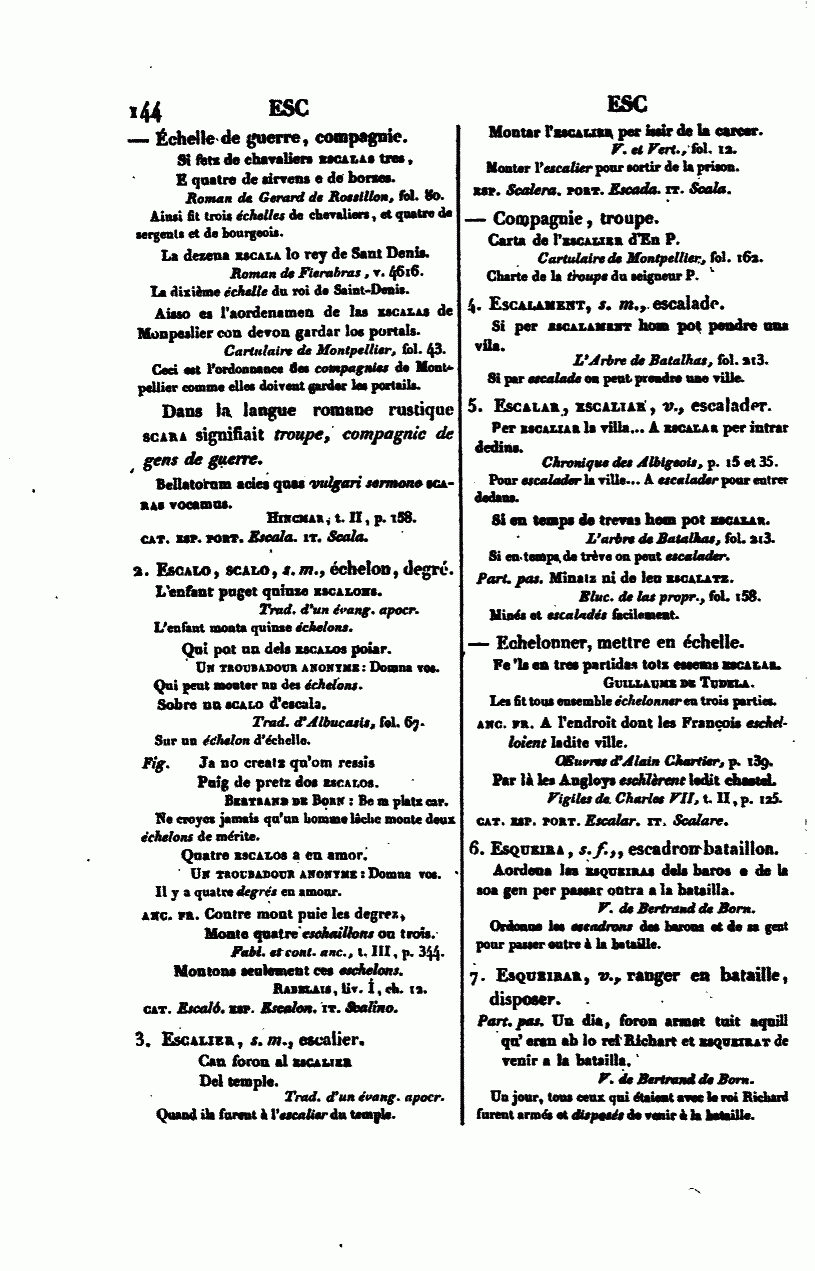 144 ESC
— Échelle de guerre, compagnie.
Si fetz de chavaliers ESCALAS tres,
E quatre de sirvens e de borzes.
Roman de Gerard de Rossillon, fol. 80.
Ainsi fit trois échelles de chevaliers, et quatre de
sergents et de bourgeois.
La dezena ESCALA lo rey de Sant Denis.
Roman de Fierabras, v. 4616.
La dixième échelle du roi de Saint-Denis.
Aisso es l'aordenamen de las ESCALAS de
Monpeslier con devon gardar los portals.
Cartulaire de Montpellier, fol. 43.
Ceci est l'ordonnance des compagnies de Mont-
pellier comme elles doivent garder les portails.
Dans la langue romane rustique
SCARA signifiait troupe, compagnie de
gens de guerre.
Bellatorum acies quas vulgari sermone SCA-
RAS vocamus.
HINCMAR, t. II, p. 158.
CAT. ESP. PORT. Escala. IT. Scala.
2. ESCALO, SCALO, s. m., échelon, degré.
L'enfant puget quinze ESCALONS.
Trad. d'un évang. apocr.
L'enfant monta quinze échelons.
Qui pot un dels ESCALOS poiar.
UN TROUBADOUR ANONYME: Domna vos.
Qui peut monter un des échelons.
Sobre un SCALO d'escala.
Trad. d'Albucasis, fol. 67.
Sur un échelon d'échelle.
Fig. Ja no creatz qu'om ressis
Puig de pretz dos ESCALOS.
BERTRAND DE BORN: Be m platz car.
Ne croyez jamais qu'un homme lâche monte deux
échelons de mérite.
Quatre ESCALOS a en amor.
UN TROUBADOUR ANONYME: Domna vos.
Il y a quatre degrés en amour.
ANC. FR. Contre mont puie les degrez,
Monte quatre eschaillons ou trois.
Fabl. et cont. anc., t. III, p. 344.
Montons seulement ces eschelons.
RABELAIS, liv. I, ch. 12.
CAT. Escaló. ESP. Escalon. IT. Scalino.
3. ESCALIER, s. m., escalier.
Can foron al ESCALIER
Del temple.
Trad. d'un évang. apocr.
Quand ils furent à l'escalier du temple.
ESC
Montar l'ESCALIER per issir de la carcer.
V. et Vert., fol. 12.
Monter l'escalier pour sortir de la prison.
ESP. Scalera. PORT. Escada. IT. Scala.
— Compagnie, troupe.
Carta de l'ESCALIER d'En P.
Cartulaire de Montpellier, fol. 162.
Charte de la troupe du seigneur P.
4. ESCALAMENT, s. m., escalade.
Si per ESCALAMENT hom pot pendre una
vila.
L'Arbre de Batalhas, fol. 213.
Si par escalade on peut prendre une ville.
5. ESCALAR, ESCALIAR, v., escalader.
Per ESCALIAR la villa... A ESCALAR per intrar
dedins.
Chronique des Albigeois, p. 15 et 35.
Pour escalader la ville... A escalader pour entrer
dedans.
Si en temps de trevas hom pot ESCALAR.
L'arbre de Batalhas, fol. 213.
Si en temps de trève on peut escalader.
Part. pas. Minatz ni de leu ESCALATZ.
Eluc. de las propr., fol. 158.
Minés et escaladés facilement.
— Echelonner, mettre en échelle.
Fe 'ls en tres partidas totz essems ESCALAR.
GUILLAUME DE TUDELA.
Les fit tous ensemble échelonner en trois parties.
ANC. FR. A l'endroit dont les François eschel-
loient ladite ville.
Œuvres d'Alain Chartier, p. 139.
Par là les Angloys eschlèrent ledit chastel.
Vigiles de Charles VII, t. II, p. 125.
CAT. ESP. PORT. Escalar. IT. Scalare.
6. ESQUEIRA, s. f., escadron bataillon.
Aordena las ESQUEIRAS dels baros e de la
soa gen per passar outra a la batailla.
V. de Bertrand de Born.
Ordonne les escadrons des barons et de sa gent
pour passer outre à la bataille.
7. ESQUEIRAR, v., ranger en bataille,
disposer.
Part. pas. Un dia, foron armat tuit aquill
qu' eran ab lo rei Richart et ESQUEIRAT de
venir a la batailla.
V. de Bertrand de Born.
Un jour, tous ceux qui étaient avec le roi Richard
furent armés et disposés de venir à la bataille.